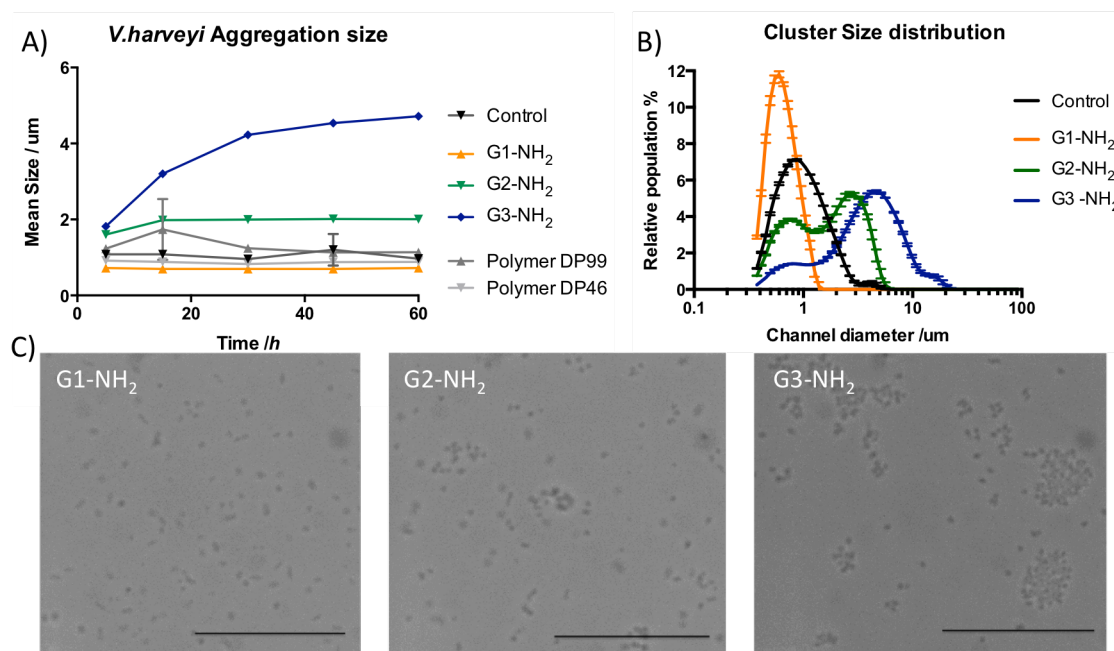 A)
V.harveyi Aggregation size
Mean Size / um
6
4
2
0
0
20
40
60
Time /h
Control
G1-NH₂
G2-NH₂
G3-NH₂
Polymer DP99
Polymer DP46
B)
Cluster Size distribution
Relative population %
12
10
8
6
4
2
0
0.1
1
10
100
Channel diameter /um
Control
G1-NH₂
G2-NH₂
G3 -NH₂
C)
G1-NH₂
G2-NH₂
G3-NH₂